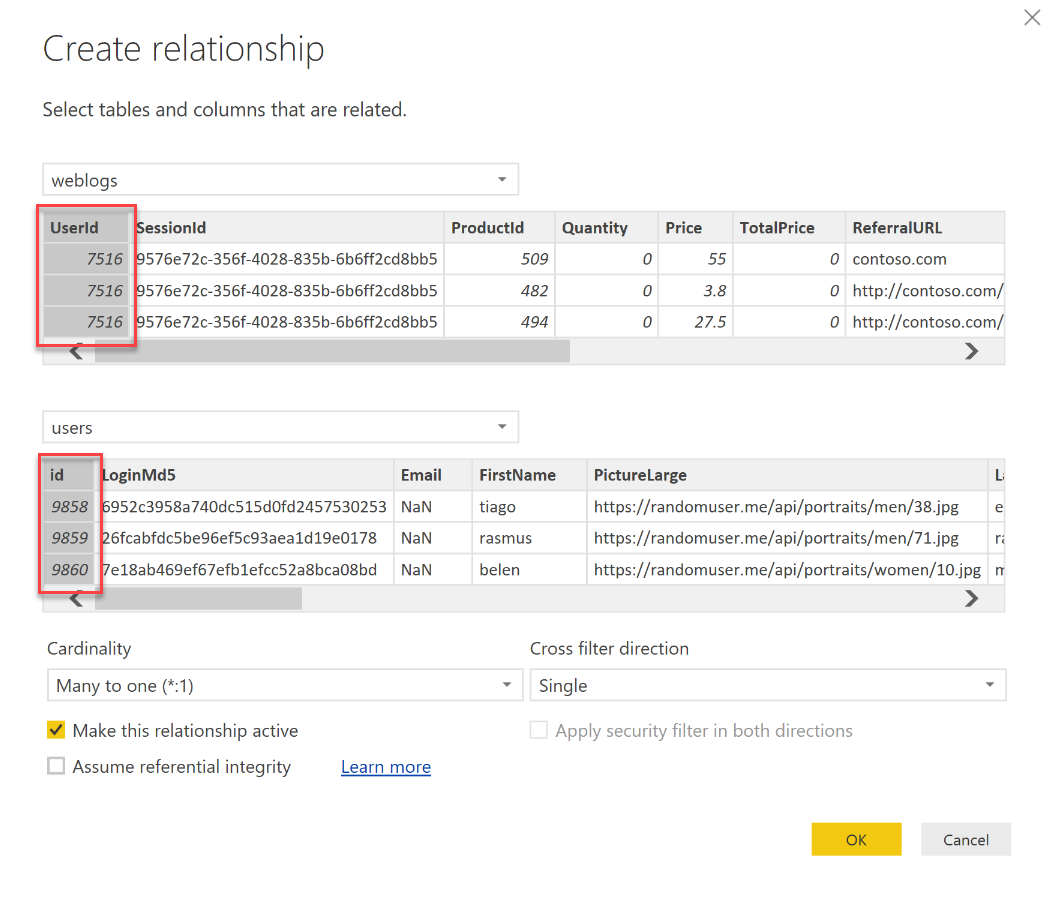 Create relationship
Select tables and columns that are related.
weblogs
UserId SessionId ProductId Quantity Price TotalPrice ReferralURL
7516 9576e72c-356f-4028-835b-6b6ff2cd8bb5 509 0 55 0 contoso.com
7516 9576e72c-356f-4028-835b-6b6ff2cd8bb5 482 0 3.8 0 http://contoso.com/
7516 9576e72c-356f-4028-835b-6b6ff2cd8bb5 494 0 27.5 0 http://contoso.com/
users
id LoginMd5 Email FirstName PictureLarge
9858 6952c3958a740dc515d0fd2457530253 NaN tiago https://randomuser.me/api/portraits/men/38.jpg e
9859 26fcabfdc5be96ef5c93aea1d19e0178 NaN rasmus https://randomuser.me/api/portraits/men/71.jpg
9860 7e18ab469ef67efb1efcc52a8bca08bd NaN belen https://randomuser.me/api/portraits/women/10.jpg
Cardinality Cross filter direction
Many to one (*:1) Single
Make this relationship active Apply security filter in both directions
Assume referential integrity Learn more
OK Cancel